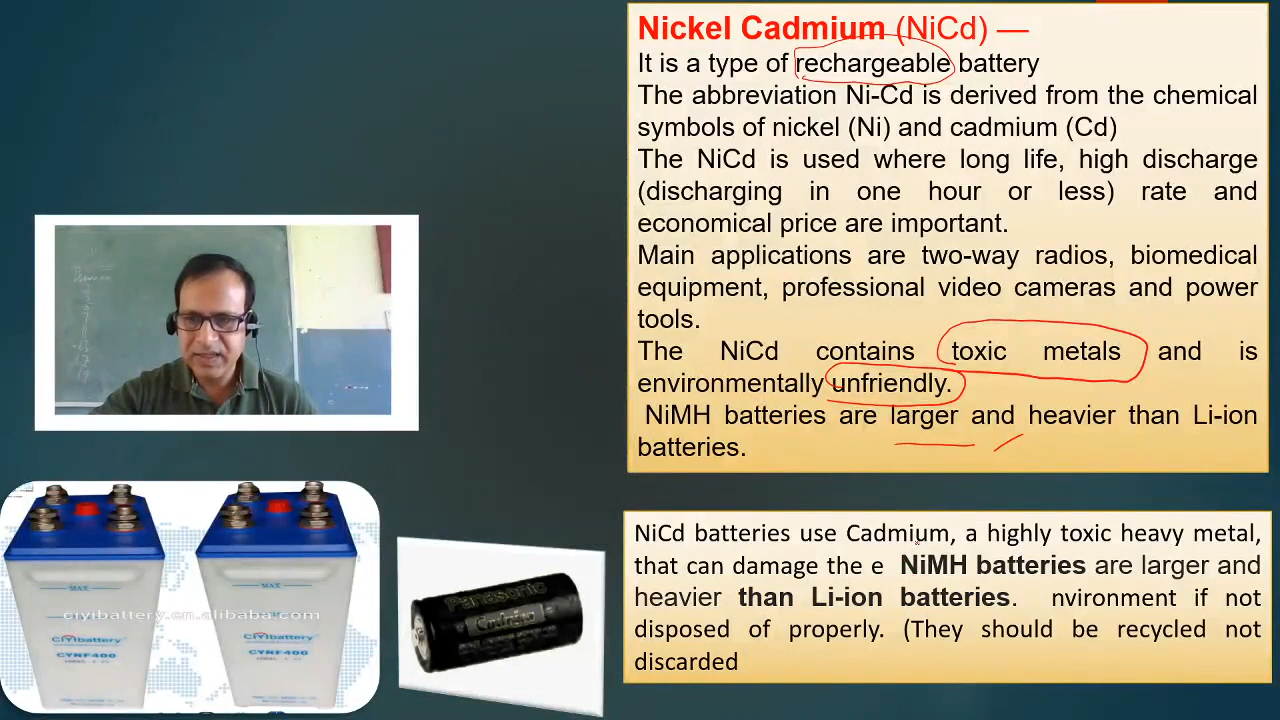 Nickel Cadmium (NiCd) —
It is a type of rechargeable battery
The abbreviation Ni-Cd is derived from the chemical
symbols of nickel (Ni) and cadmium (Cd)
The NiCd is used where long life, high discharge
(discharging in one hour or less) rate and
economical price are important.
Main applications are two-way radios, biomedical
equipment, professional video cameras and power
tools.
The NiCd contains toxic metals and is
environmentally unfriendly.
NiMH batteries are larger and heavier than Li-ion
batteries.
NiCd batteries use Cadmium, a highly toxic heavy metal,
that can damage the e NiMH batteries are larger and
heavier than Li-ion batteries. nvironment if not
disposed of properly. (They should be recycled not
discarded
MAX
MAX
ciyibattery.en.alibaba.com
CiYibattery
CiYibattery
CYNF400
CYNF400
Panasonic
Cadnica